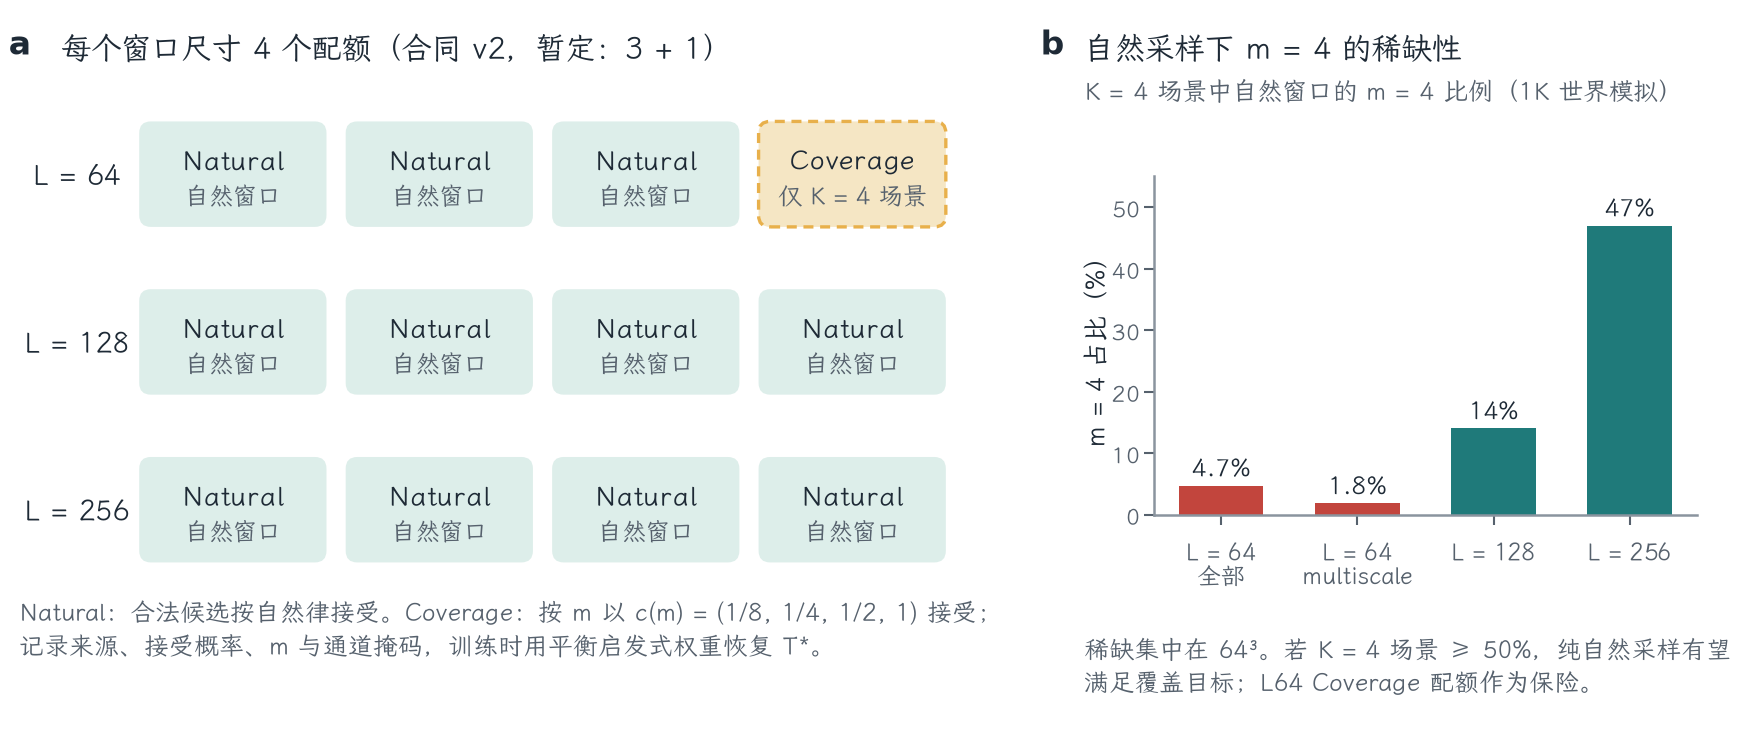 a 每个窗口尺寸 4 个配额（合同 v2，暂定：3 + 1）
L = 64
Natural
自然窗口
Natural
自然窗口
Natural
自然窗口
Coverage
仅 K = 4 场景
L = 128
Natural
自然窗口
Natural
自然窗口
Natural
自然窗口
Natural
自然窗口
L = 256
Natural
自然窗口
Natural
自然窗口
Natural
自然窗口
Natural
自然窗口
Natural：合法候选按自然律接受。Coverage：按 m 以 c(m) = (1/8, 1/4, 1/2, 1) 接受；
记录来源、接受概率、m 与通道掩码，训练时用平衡启发式权重恢复 T*。
b 自然采样下 m = 4 的稀缺性
K = 4 场景中自然窗口的 m = 4 比例（1K 世界模拟）
m = 4 占比（%）
50
40
30
20
10
0
4.7%
1.8%
14%
47%
L = 64
全部
L = 64
multiscale
L = 128
L = 256
稀缺集中在 64³。若 K = 4 场景 ≥ 50%，纯自然采样有望
满足覆盖目标；L64 Coverage 配额作为保险。